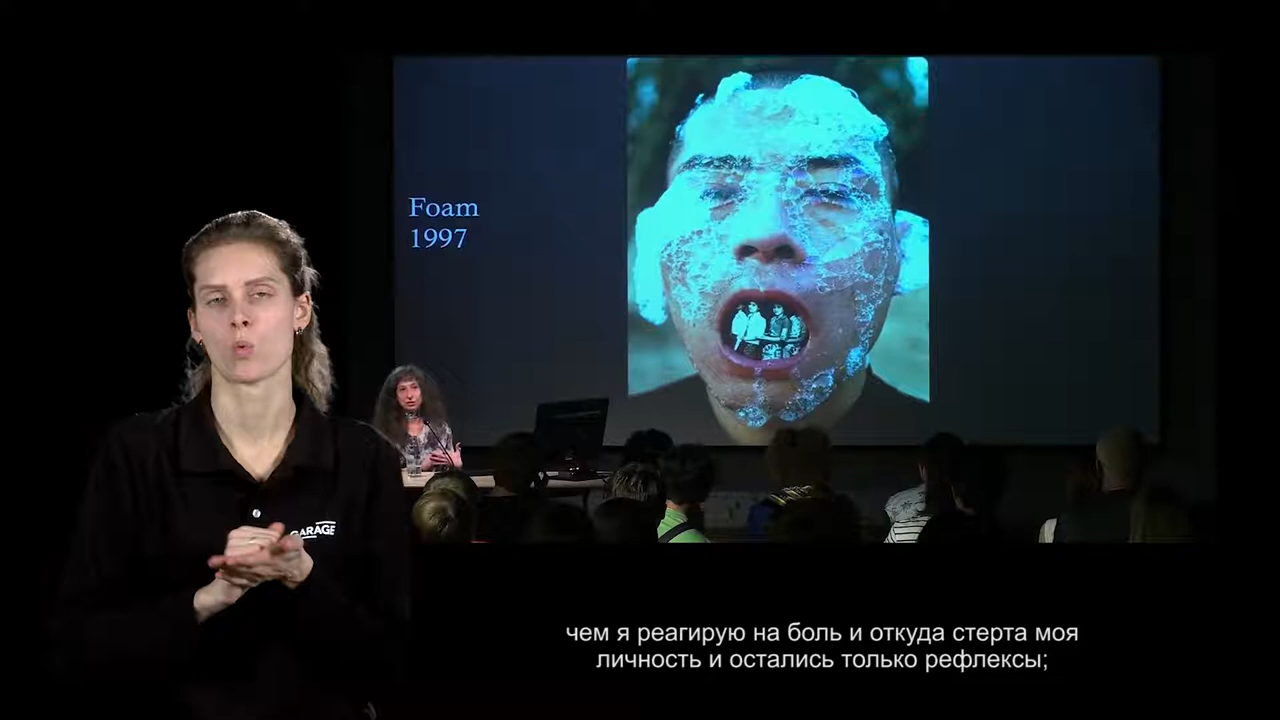 Foam
1997
GARAGE
чем я реагирую на боль и откуда стерта моя
личность и остались только рефлексы;